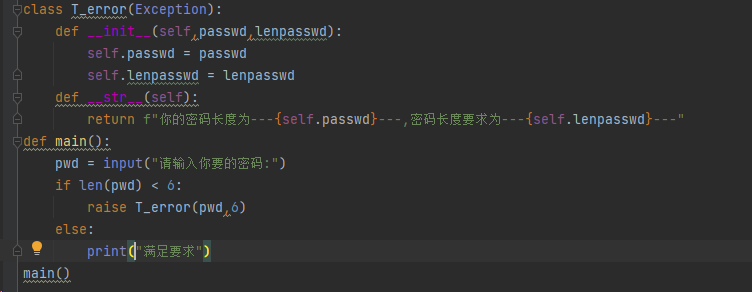 class T_error(Exception):
    def __init__(self,passwd,lenpasswd):
        self.passwd = passwd
        self.lenpasswd = lenpasswd
    def __str__(self):
        return f"你的密码长度为---{self.passwd}---,密码长度要求为---{self.lenpasswd}---"
def main():
    pwd = input("请输入你要的密码:")
    if len(pwd) < 6:
        raise T_error(pwd,6)
    else:
        print("满足要求")
main()